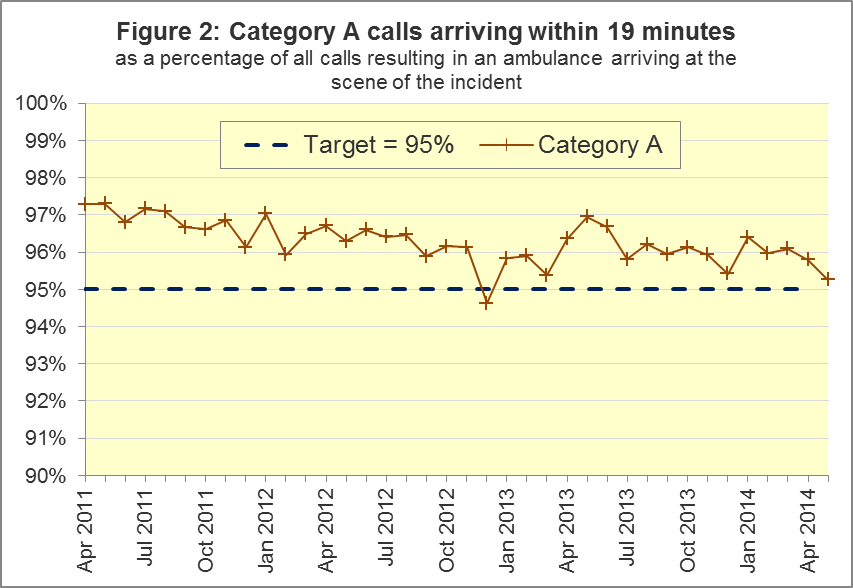 Figure 2: Category A calls arriving within 19 minutes
as a percentage of all calls resulting in an ambulance arriving at the
scene of the incident
100%
99%
98%
97%
96%
95%
94%
93%
92%
91%
90%
Target = 95%
Category A
Apr 2011
Jul 2011
Oct 2011
Jan 2012
Apr 2012
Jul 2012
Oct 2012
Jan 2013
Apr 2013
Jul 2013
Oct 2013
Jan 2014
Apr 2014